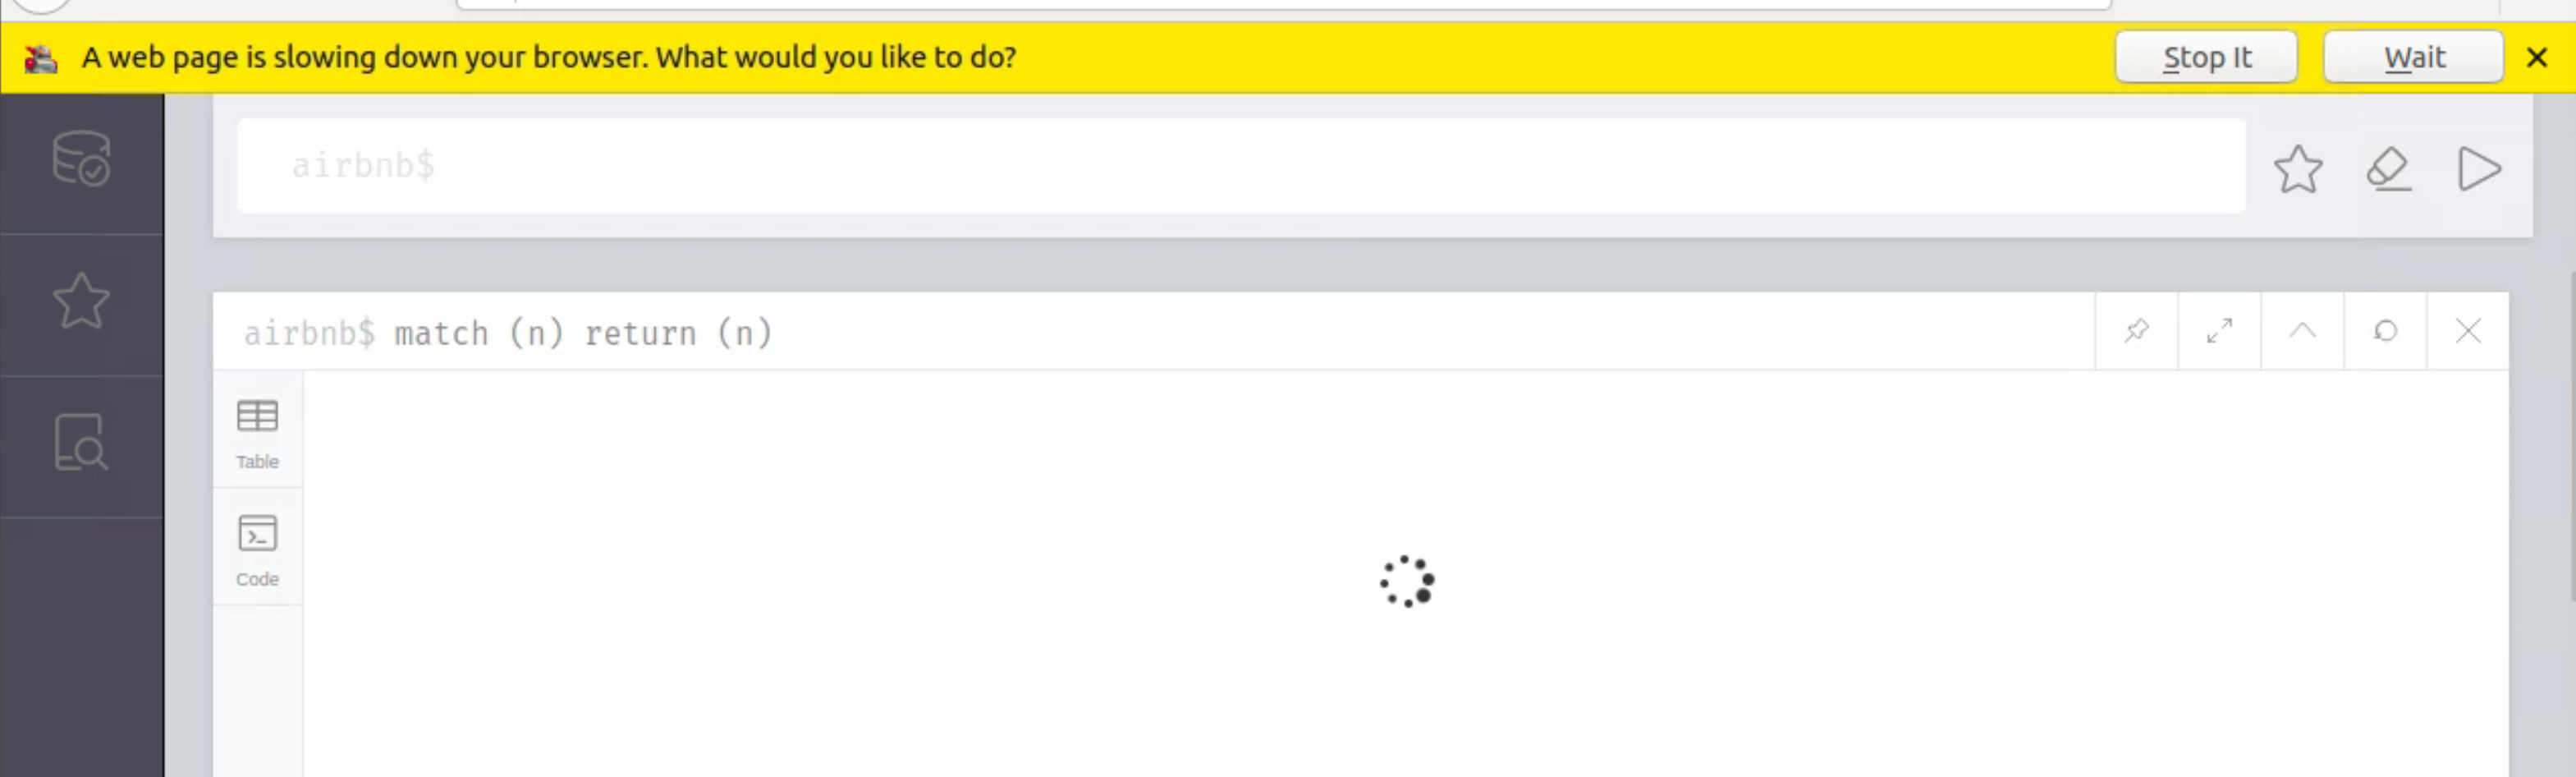 A web page is slowing down your browser. What would you like to do?
Stop It
Wait
airbnb$
airbnb$ match (n) return (n)
Table
Code